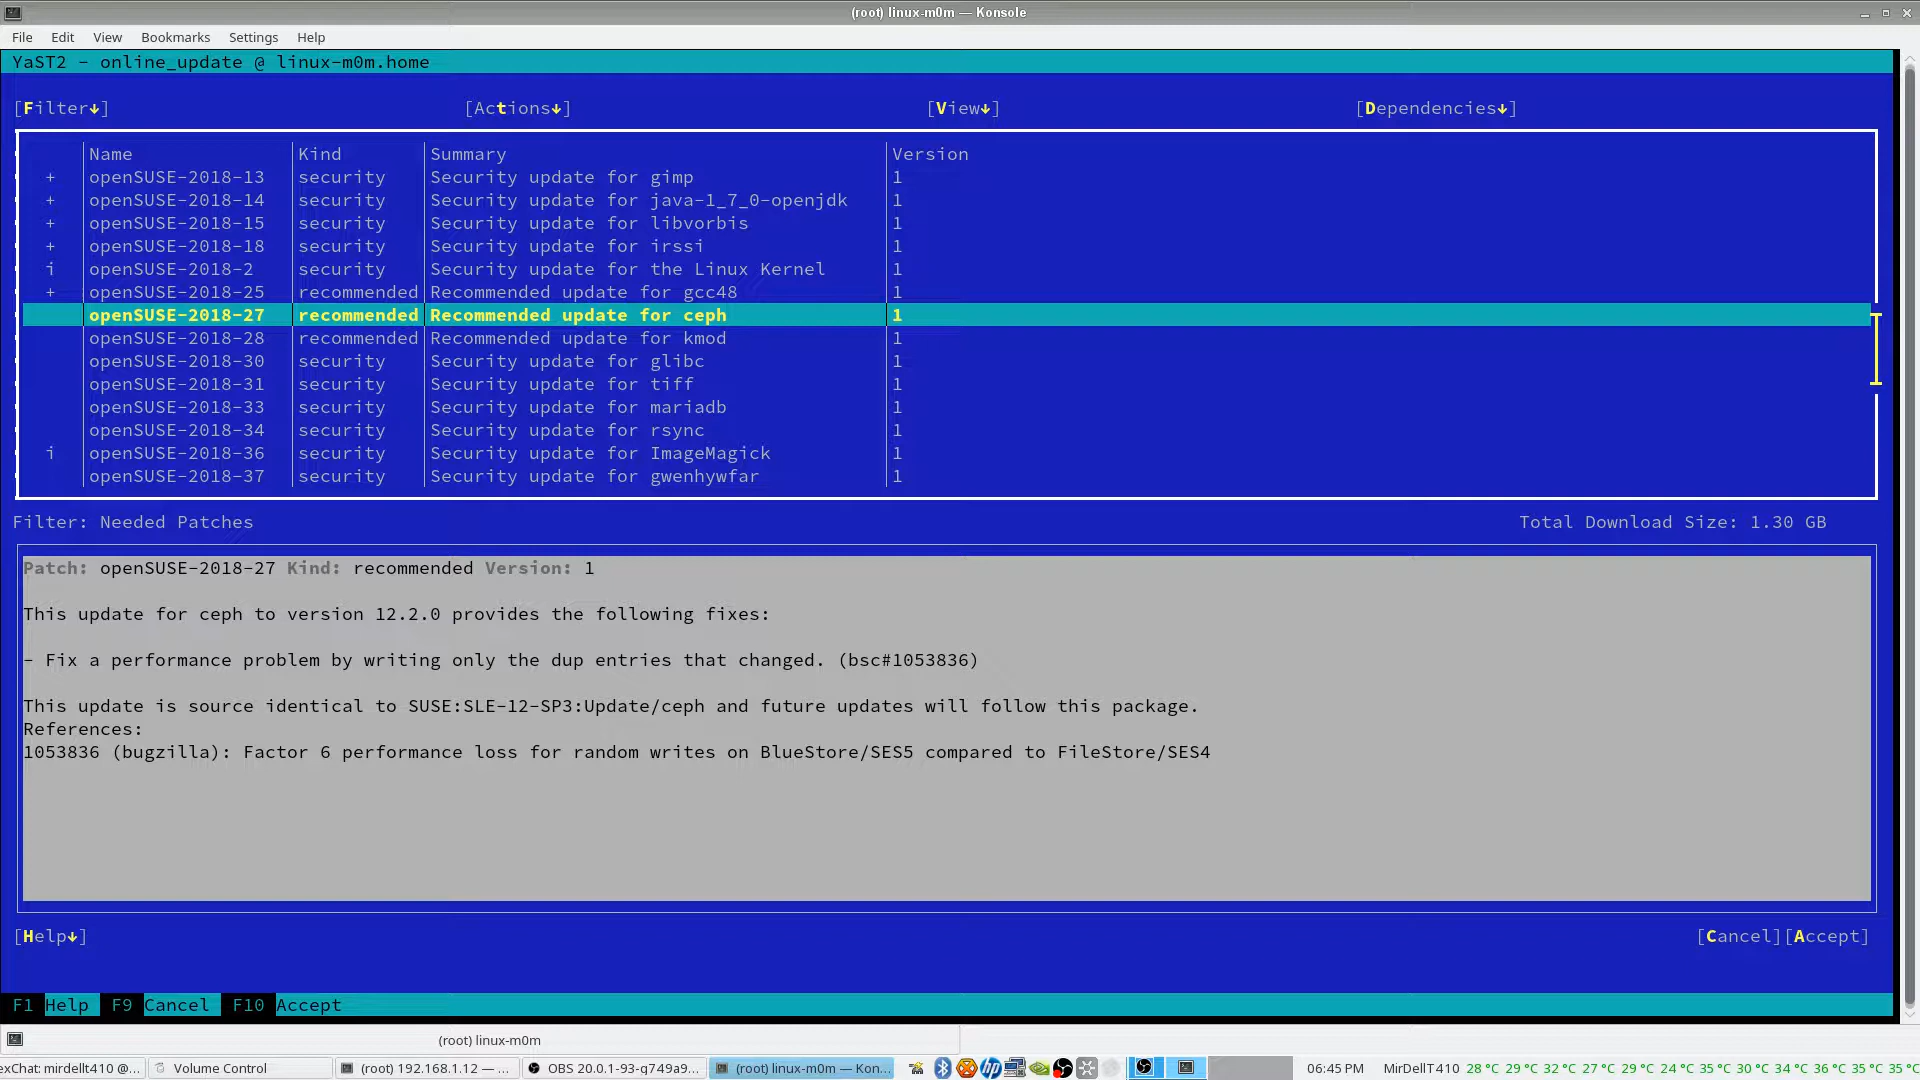 (root) linux-m0m — Konsole
File Edit View Bookmarks Settings Help
YaST2 - online_update @ linux-m0m.home
[Filter↓] [Actions↓] [View↓] [Dependencies↓]
Name Kind Summary Version
+ openSUSE-2018-13 security Security update for gimp 1
+ openSUSE-2018-14 security Security update for java-1_7_0-openjdk 1
+ openSUSE-2018-15 security Security update for libvorbis 1
+ openSUSE-2018-18 security Security update for irssi 1
i openSUSE-2018-2 security Security update for the Linux Kernel 1
+ openSUSE-2018-25 recommended Recommended update for gcc48 1
openSUSE-2018-27 recommended Recommended update for ceph 1
openSUSE-2018-28 recommended Recommended update for kmod 1
openSUSE-2018-30 security Security update for glibc 1
openSUSE-2018-31 security Security update for tiff 1
openSUSE-2018-33 security Security update for mariadb 1
openSUSE-2018-34 security Security update for rsync 1
i openSUSE-2018-36 security Security update for ImageMagick 1
openSUSE-2018-37 security Security update for gwenhywfar 1
Filter: Needed Patches Total Download Size: 1.30 GB
Patch: openSUSE-2018-27 Kind: recommended Version: 1
This update for ceph to version 12.2.0 provides the following fixes:
- Fix a performance problem by writing only the dup entries that changed. (bsc#1053836)
This update is source identical to SUSE:SLE-12-SP3:Update/ceph and future updates will follow this package.
References:
1053836 (bugzilla): Factor 6 performance loss for random writes on BlueStore/SES5 compared to FileStore/SES4
[Help↓] [Cancel][Accept]
F1 Help F9 Cancel F10 Accept
(root) linux-m0m
exChat: mirdellt410 @... Volume Control (root) 192.168.1.12 — ... OBS 20.0.1-93-g749a9... (root) linux-m0m — Kon... hp 06:45 PM MirDellT410 28 °C 29 °C 32 °C 27 °C 29 °C 24 °C 35 °C 30 °C 34 °C 36 °C 35 °C 35 °C